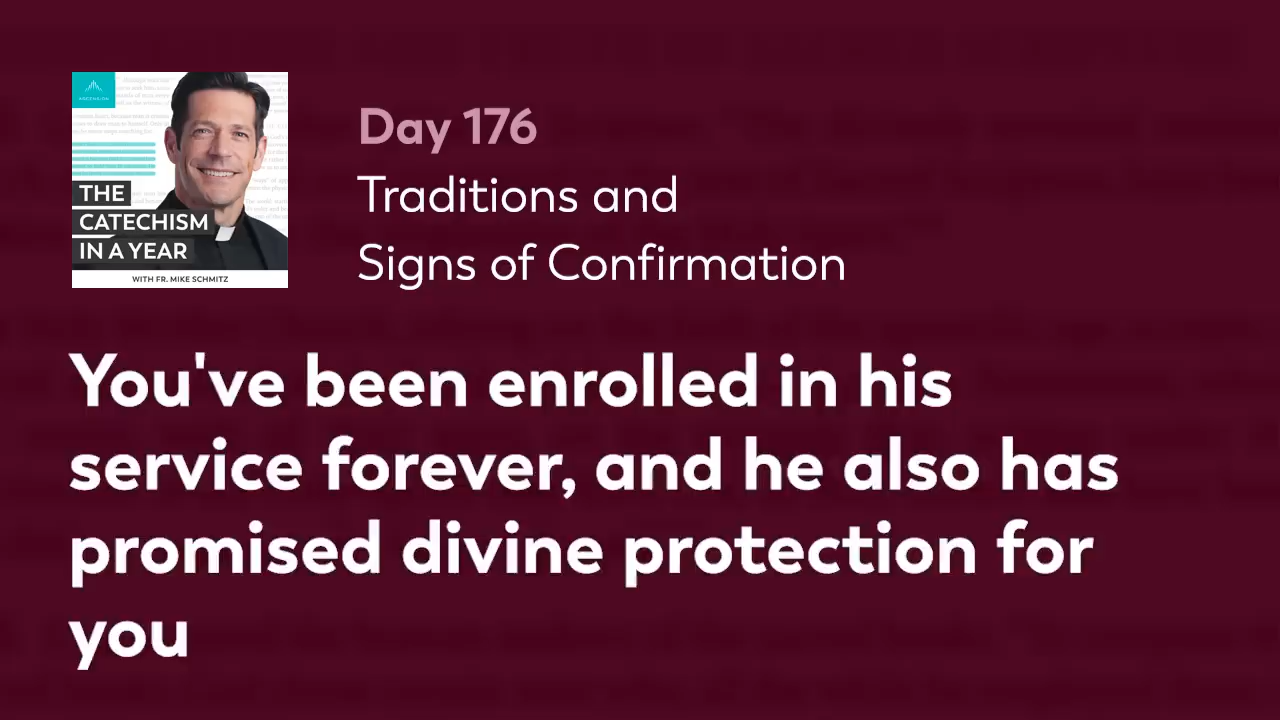 ASCENSION
THE
CATECHISM
IN A YEAR
WITH FR. MIKE SCHMITZ
Day 176
Traditions and
Signs of Confirmation
You've been enrolled in his
service forever, and he also has
promised divine protection for
you